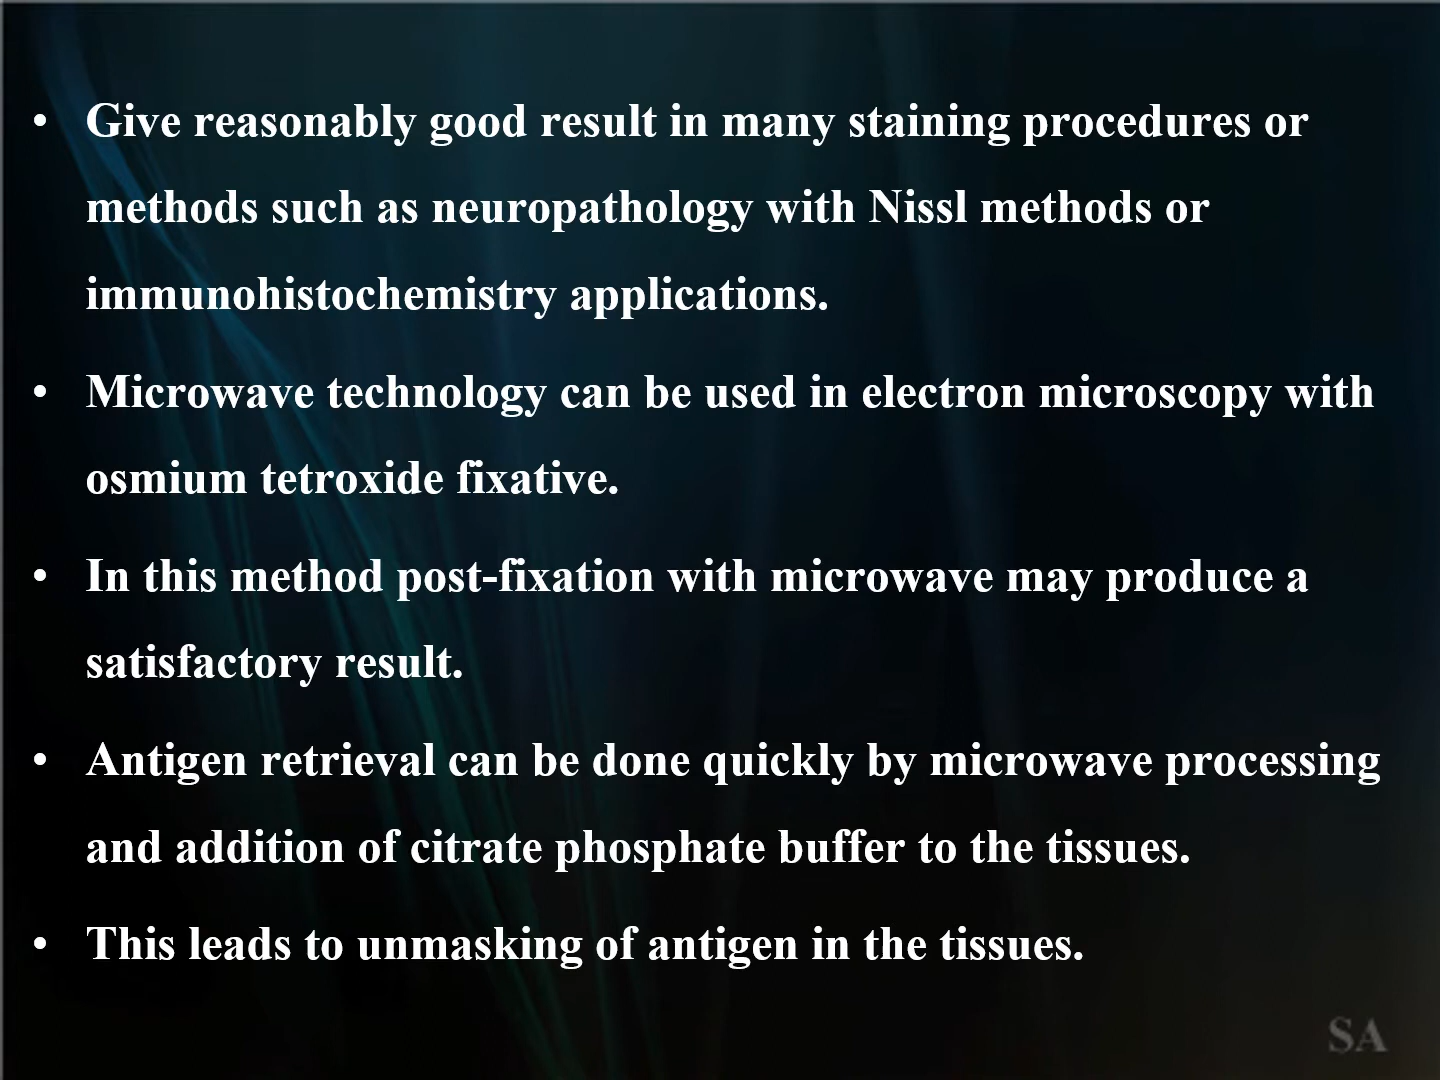 • Give reasonably good result in many staining procedures or
methods such as neuropathology with Nissl methods or
immunohistochemistry applications.
• Microwave technology can be used in electron microscopy with
osmium tetroxide fixative.
• In this method post-fixation with microwave may produce a
satisfactory result.
• Antigen retrieval can be done quickly by microwave processing
and addition of citrate phosphate buffer to the tissues.
• This leads to unmasking of antigen in the tissues.
SA